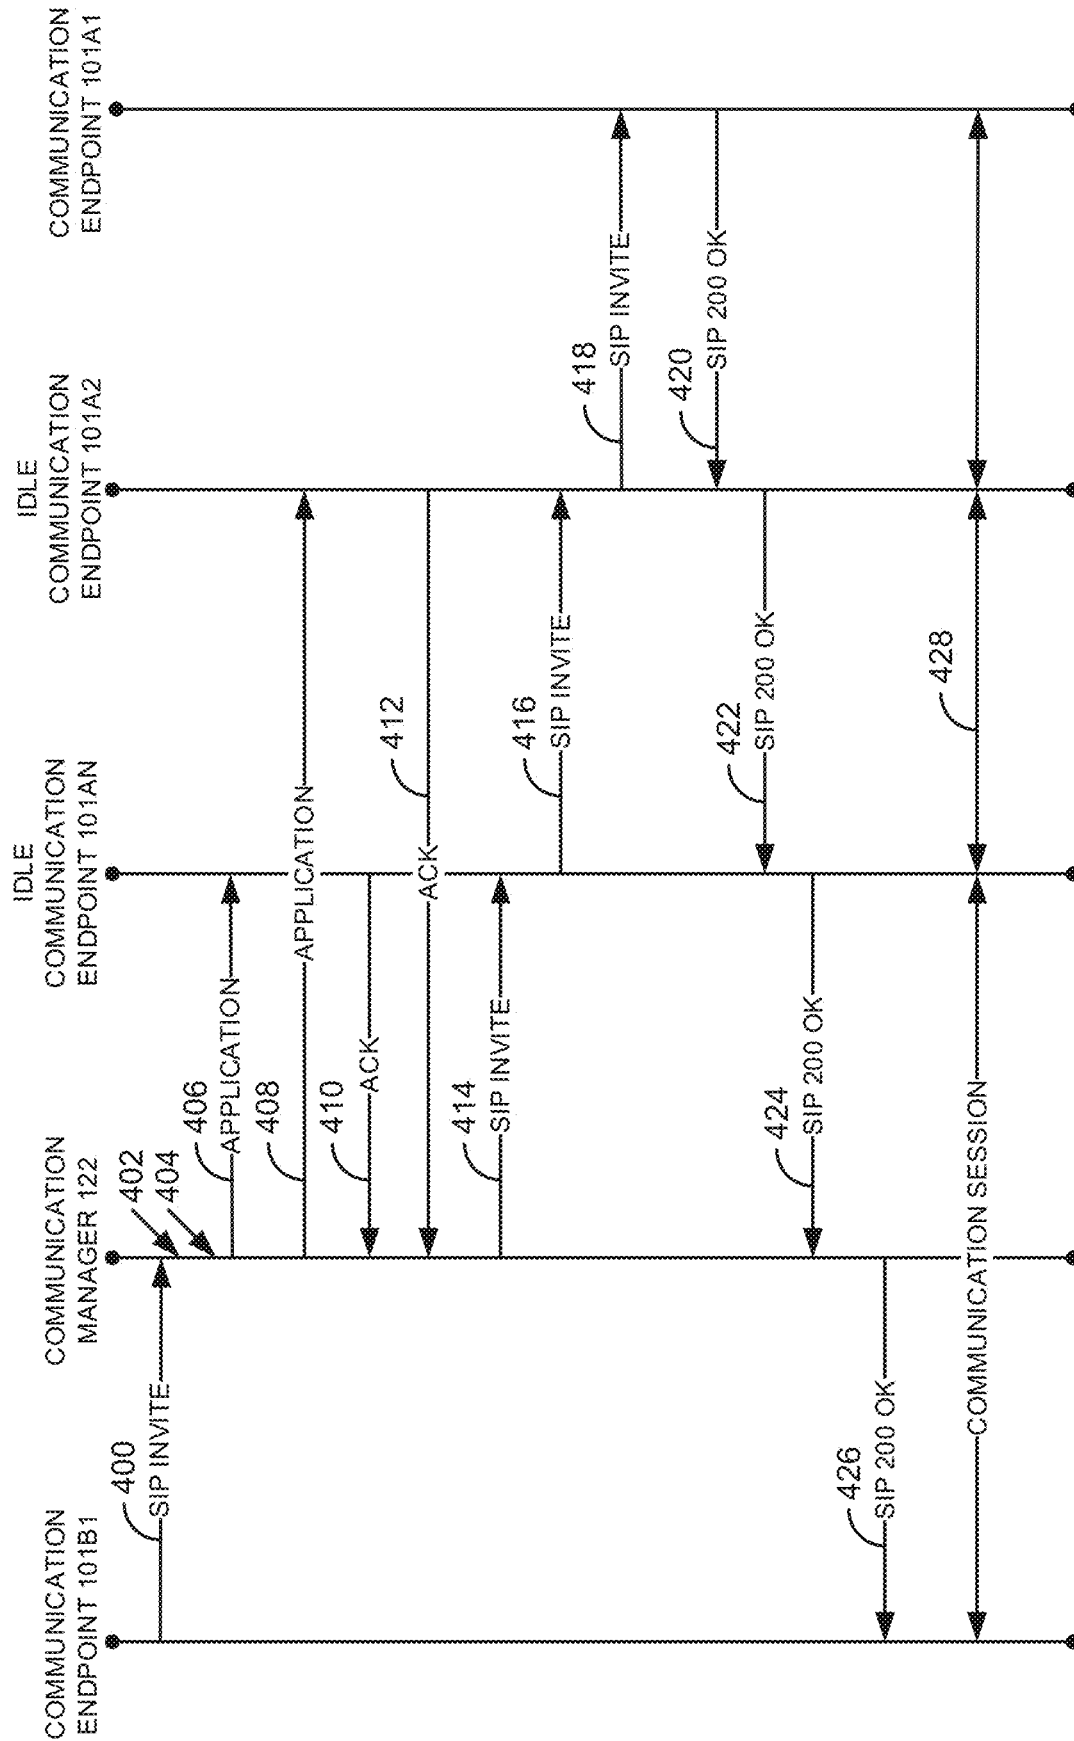 COMMUNICATION
ENDPOINT 101B1
COMMUNICATION
MANAGER 122
IDLE
COMMUNICATION
ENDPOINT 101AN
IDLE
COMMUNICATION
ENDPOINT 101A2
COMMUNICATION
ENDPOINT 101A1
400
SIP INVITE
402
404
406
APPLICATION
408
APPLICATION
410
ACK
412
ACK
414
SIP INVITE
416
SIP INVITE
418
SIP INVITE
420
SIP 200 OK
422
SIP 200 OK
424
SIP 200 OK
426
SIP 200 OK
428
COMMUNICATION SESSION